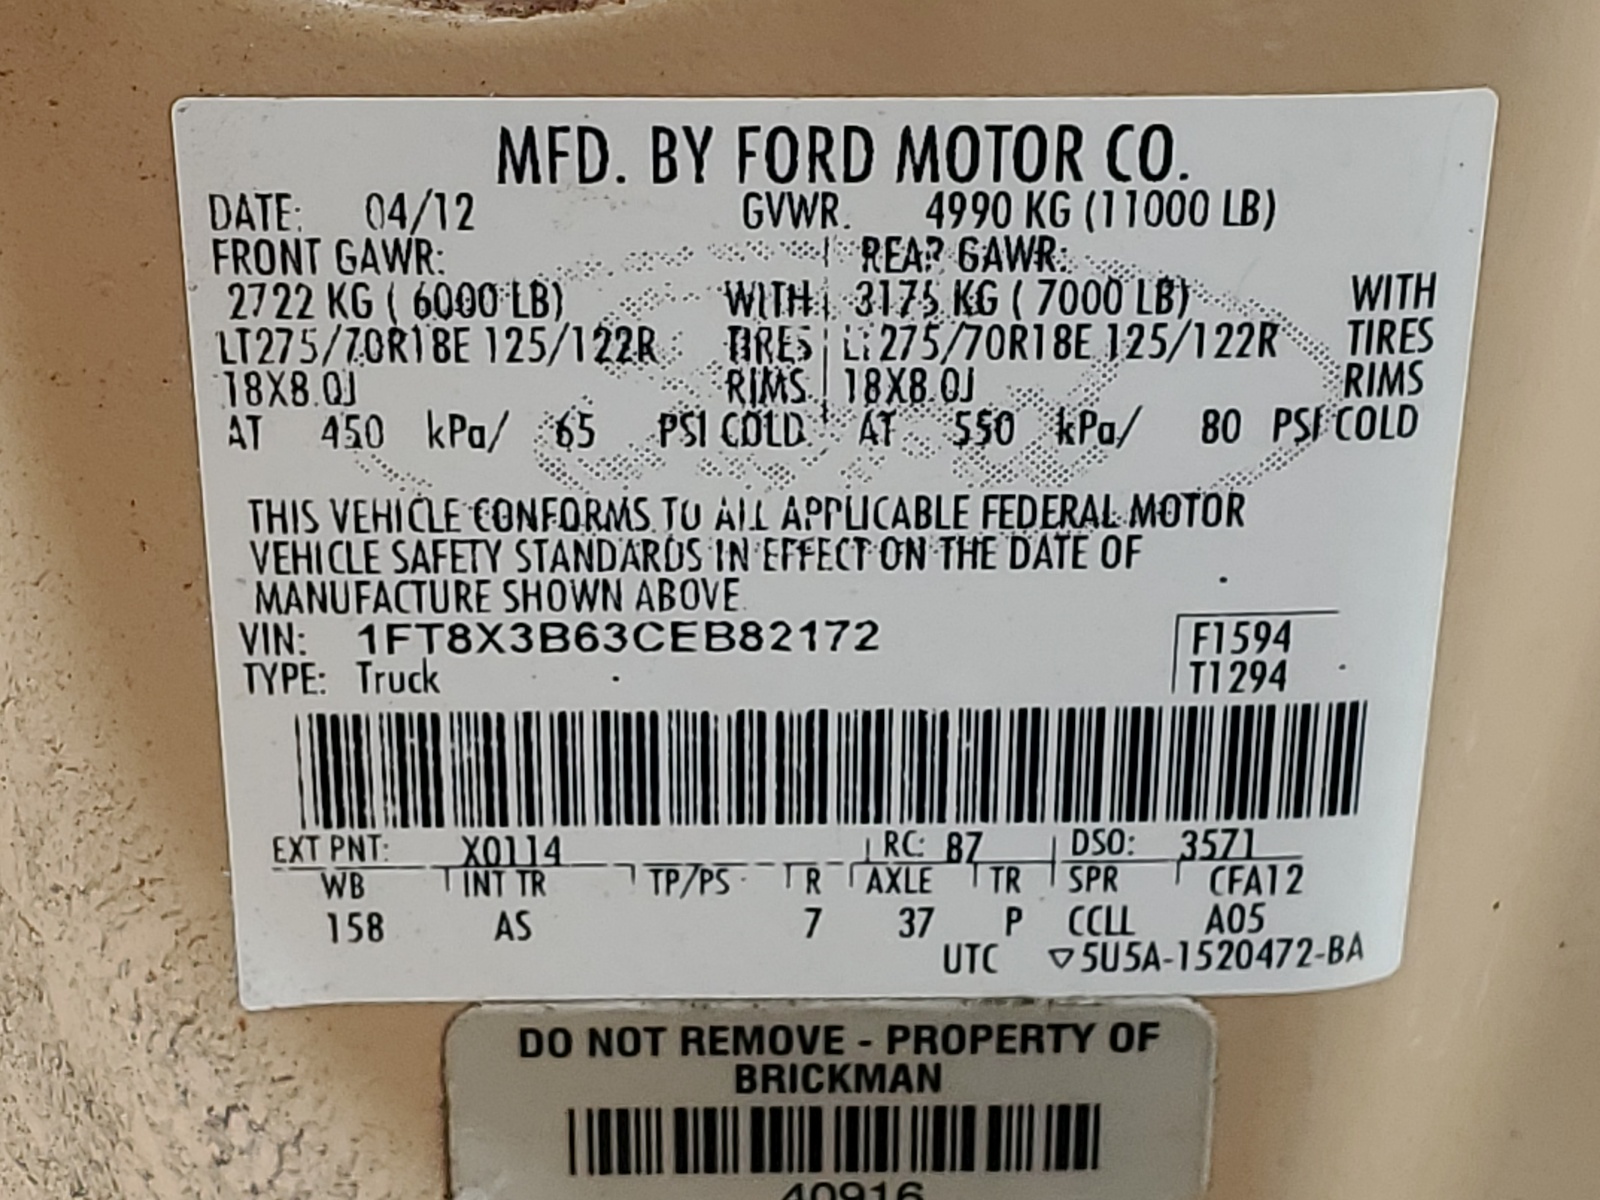 MFD. BY FORD MOTOR CO.
DATE: 04/12 GVWR. 4990 KG (11000 LB)
FRONT GAWR: REAR GAWR:
2722 KG ( 6000 LB) WITH 3175 KG ( 7000 LB) WITH
LT275/70R18E 125/122R TIRES LT275/70R18E 125/122R TIRES
18X8.0J RIMS 18X8.0J RIMS
AT 450 kPa/ 65 PSI COLD AT 550 kPa/ 80 PSI COLD
THIS VEHICLE CONFORMS TO ALL APPLICABLE FEDERAL MOTOR
VEHICLE SAFETY STANDARDS IN EFFECT ON THE DATE OF
MANUFACTURE SHOWN ABOVE
VIN: 1FT8X3B63CEB82172 F1594
TYPE: Truck T1294
EXT PNT: X0114 RC: 87 DSO: 3571
WB INT TR TP/PS R AXLE TR SPR CFA12
158 AS 7 37 P CCLL A05
UTC ▽5U5A-1520472-BA
DO NOT REMOVE - PROPERTY OF
BRICKMAN
40916